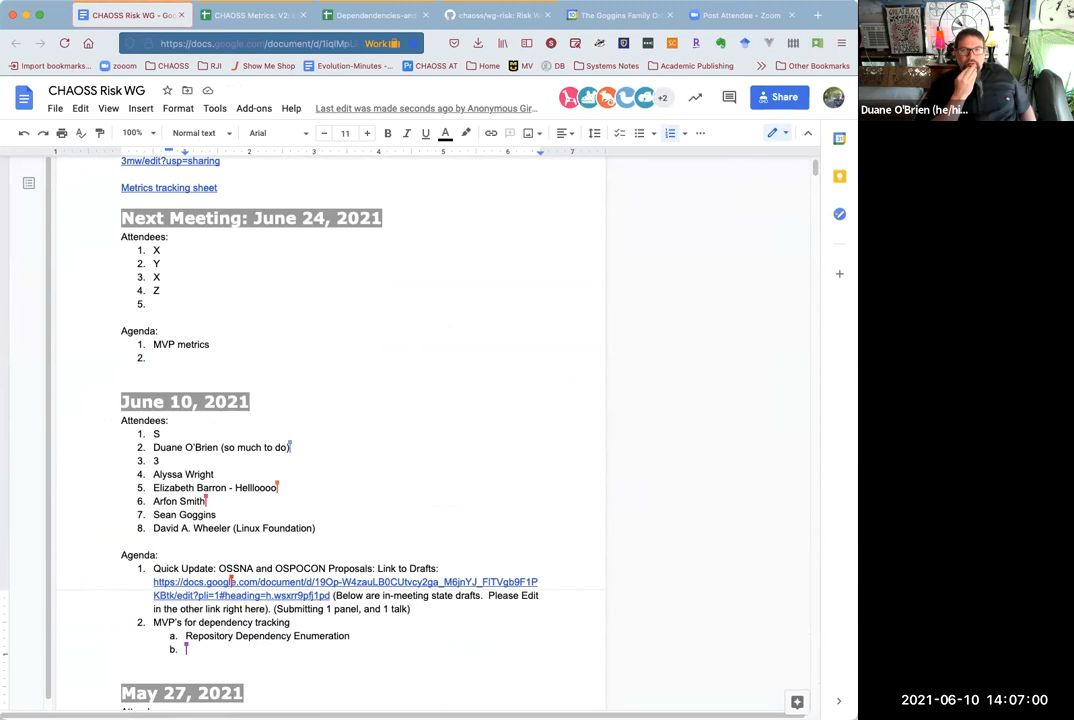 CHAOSS Risk WG - Goo
CHAOSS Metrics: V2:
Dependandencies-and
chaoss/wg-risk: Risk W
The Goggins Family O
Post Attendee - Zoom
https://docs.google.com/document/d/1iqlMpL
Work
Import bookmarks...
zooom
CHAOSS
RJI
Show Me Shop
Evolution-Minutes -...
CHAOSS AT
Home
MV
DB
Systems Notes
Academic Publishing
Other Bookmarks
CHAOSS Risk WG
File Edit View Insert Format Tools Add-ons Help
Last edit was made seconds ago by Anonymous Gir...
+2
Share
100%
Normal text
Arial
11
3mw/edit?usp=sharing
Metrics tracking sheet
Next Meeting: June 24, 2021
Attendees:
1. X
2. Y
3. X
4. Z
5.
Agenda:
1. MVP metrics
2.
June 10, 2021
Attendees:
1. S
2. Duane O'Brien (so much to do)
3. 3
4. Alyssa Wright
5. Elizabeth Barron - Hellloooo
6. Arfon Smith
7. Sean Goggins
8. David A. Wheeler (Linux Foundation)
Agenda:
1. Quick Update: OSSNA and OSPOCON Proposals: Link to Drafts:
https://docs.google.com/document/d/19Op-W4zauLB0CUtvcy2ga_M6jnYJ_FlTVgb9F1P
KBtk/edit?pli=1#heading=h.wsxrr9pfj1pd (Below are in-meeting state drafts. Please Edit
in the other link right here). (Submitting 1 panel, and 1 talk)
2. MVP's for dependency tracking
a. Repository Dependency Enumeration
b.
May 27, 2021
Duane O'Brien (he/hi...
2021-06-10 14:07:00